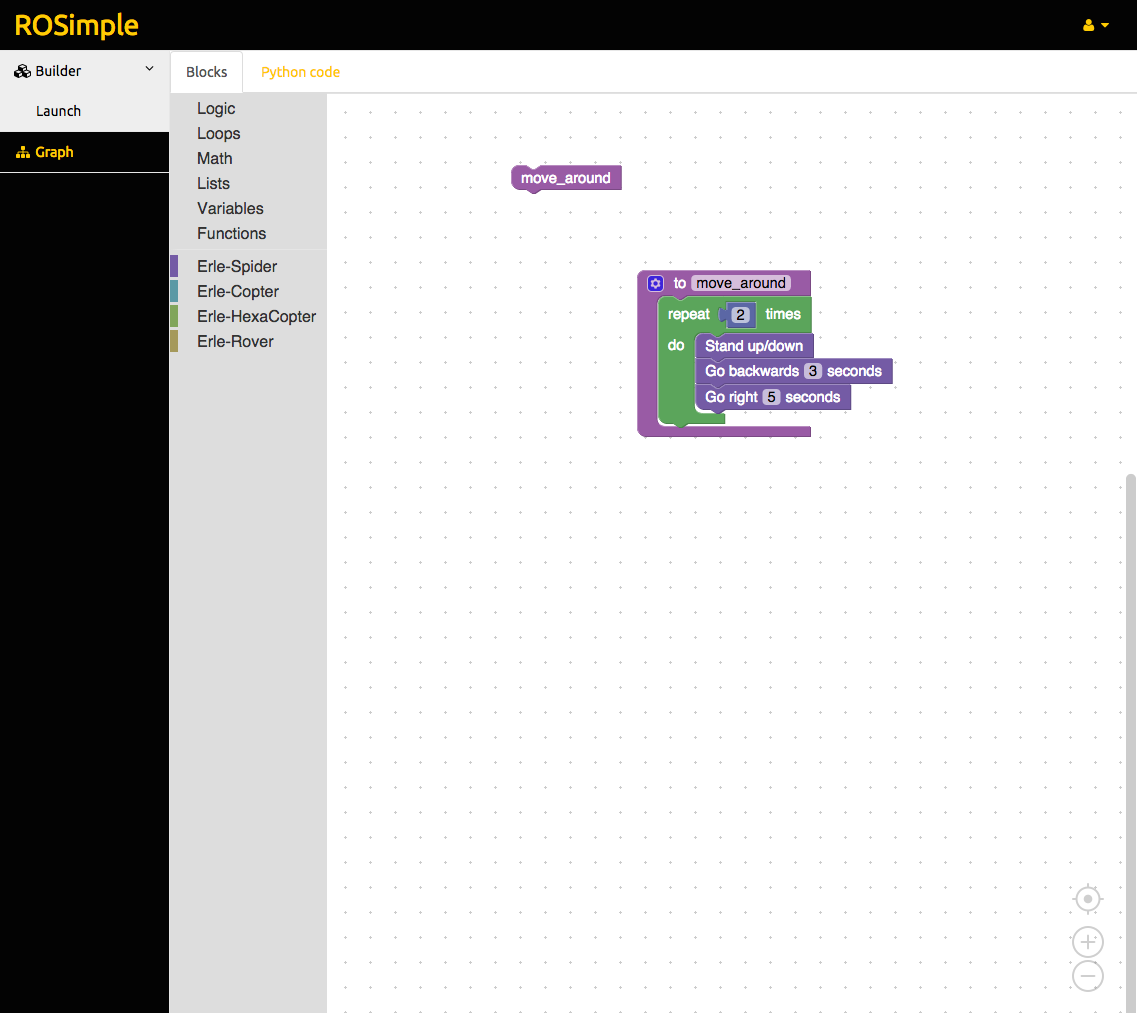 ROSimple
Builder
Launch
Graph
Blocks
Python code
Logic
Loops
Math
Lists
Variables
Functions
Erle-Spider
Erle-Copter
Erle-HexaCopter
Erle-Rover
move_around
to move_around
repeat 2 times
do Stand up/down
Go backwards 3 seconds
Go right 5 seconds